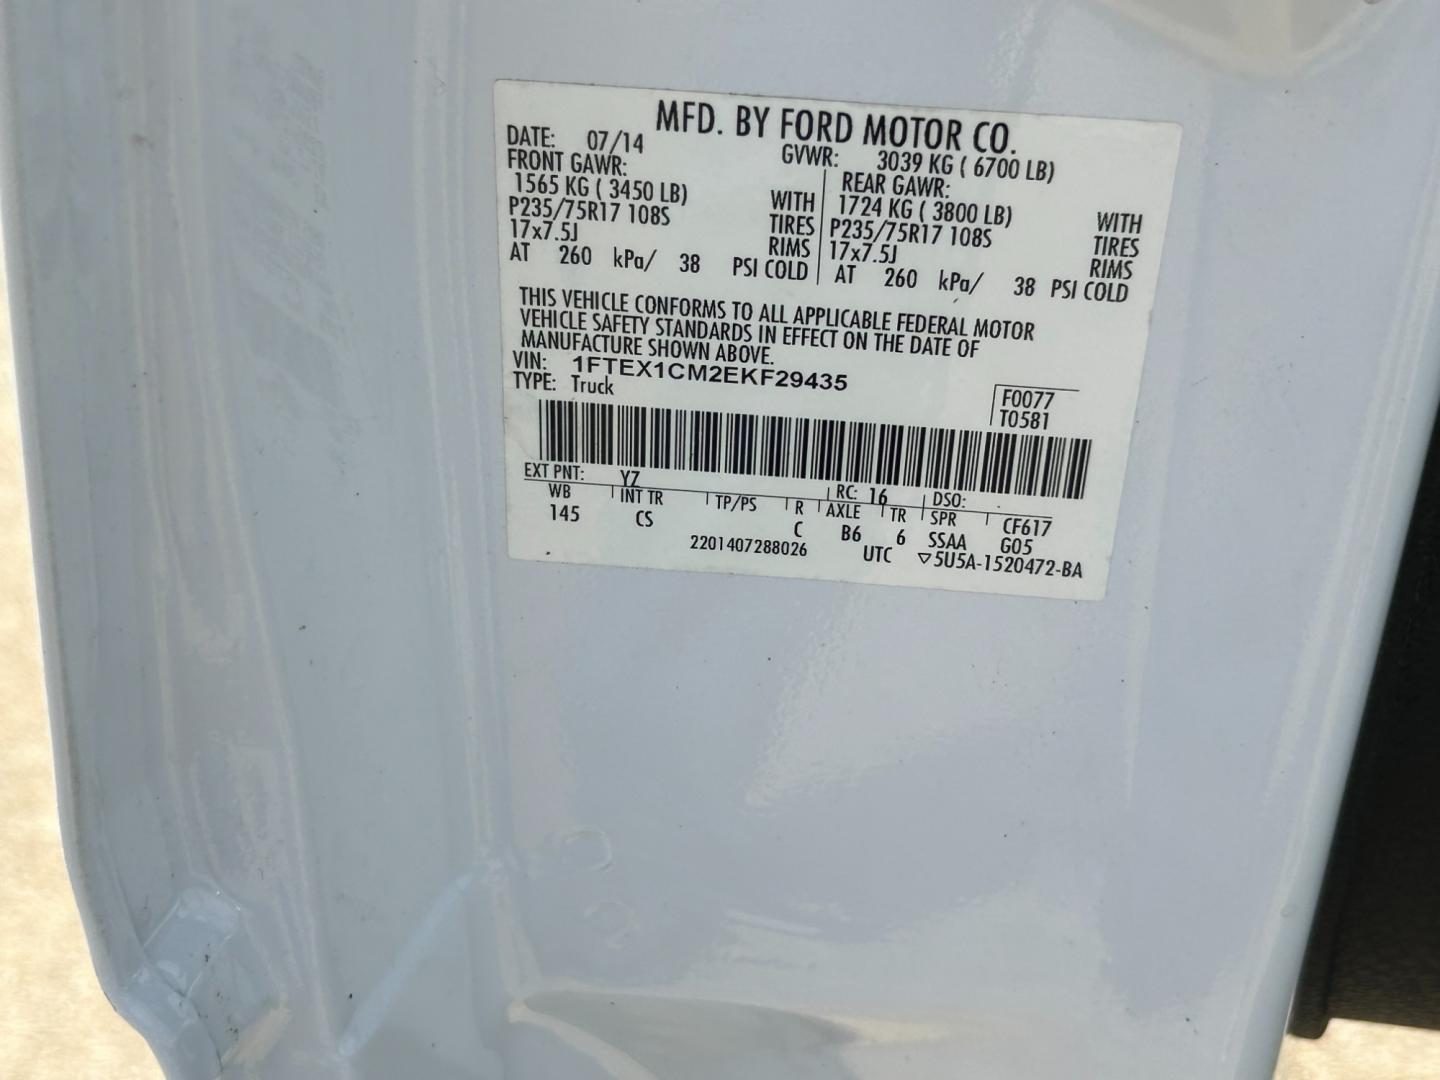 MFD. BY FORD MOTOR CO.
DATE: 07/14 GVWR: 3039 KG ( 6700 LB)
FRONT GAWR: REAR GAWR:
1565 KG ( 3450 LB) WITH 1724 KG ( 3800 LB) WITH
P235/75R17 108S TIRES P235/75R17 108S TIRES
17x7.5J RIMS 17x7.5J RIMS
AT 260 kPa/ 38 PSI COLD AT 260 kPa/ 38 PSI COLD
THIS VEHICLE CONFORMS TO ALL APPLICABLE FEDERAL MOTOR
VEHICLE SAFETY STANDARDS IN EFFECT ON THE DATE OF
MANUFACTURE SHOWN ABOVE.
VIN: 1FTEX1CM2EKF29435
TYPE: Truck F0077
T0581
EXT PNT: YZ RC: 16 DSO:
WB INT TR TP/PS R AXLE TR SPR CF617
145 CS C B6 6 SSAA G05
2201407288026 UTC ▽5U5A-1520472-BA